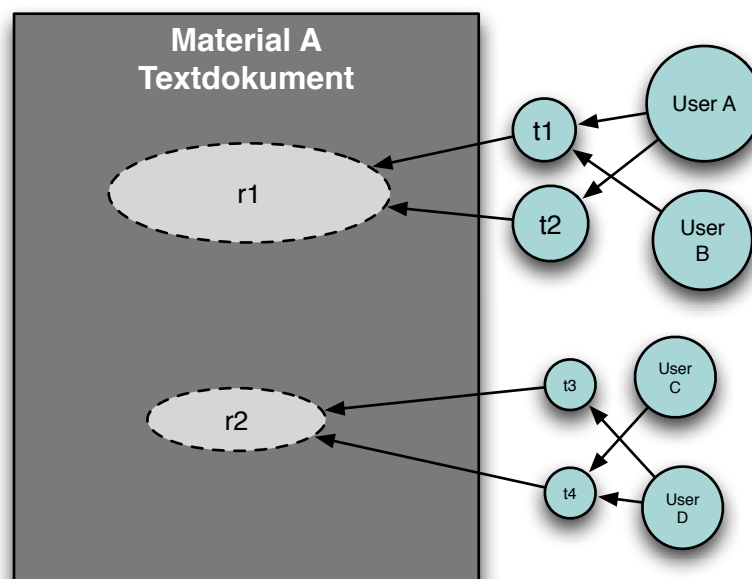 Material A
Textdokument
r1
t1
t2
User A
User
B
r2
t3
t4
User
C
User
D